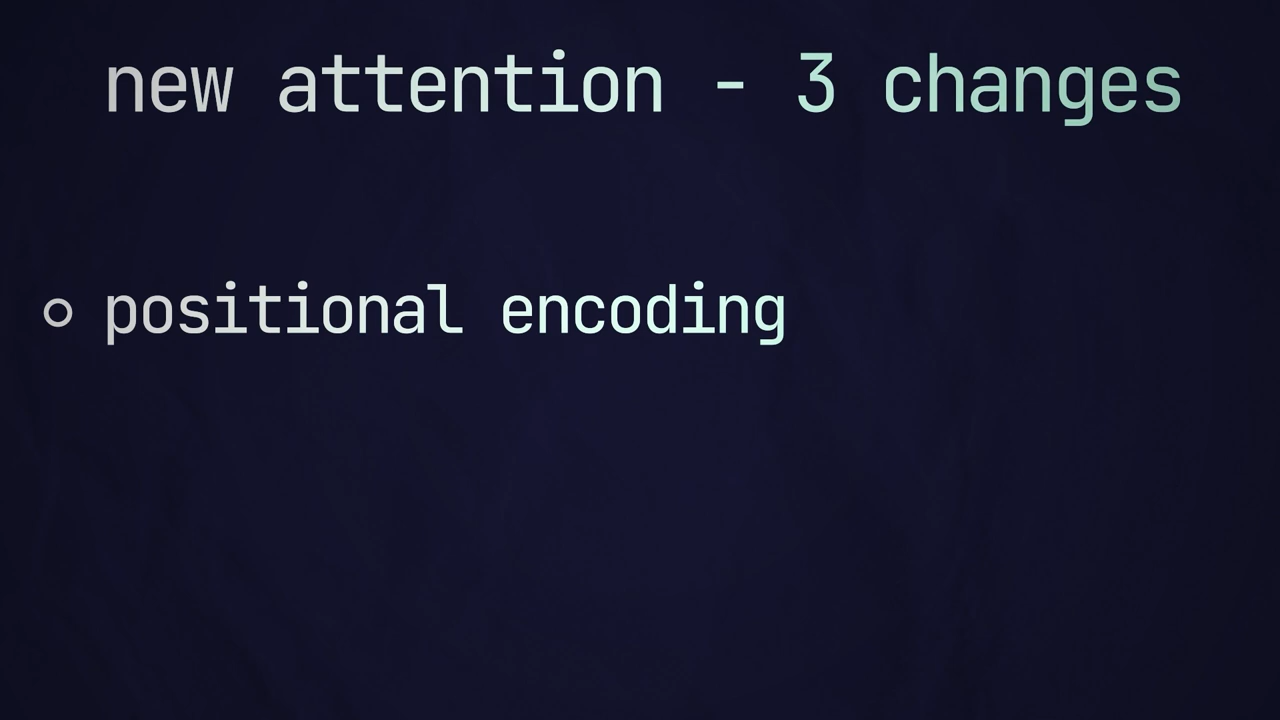 new attention - 3 changes
positional encoding